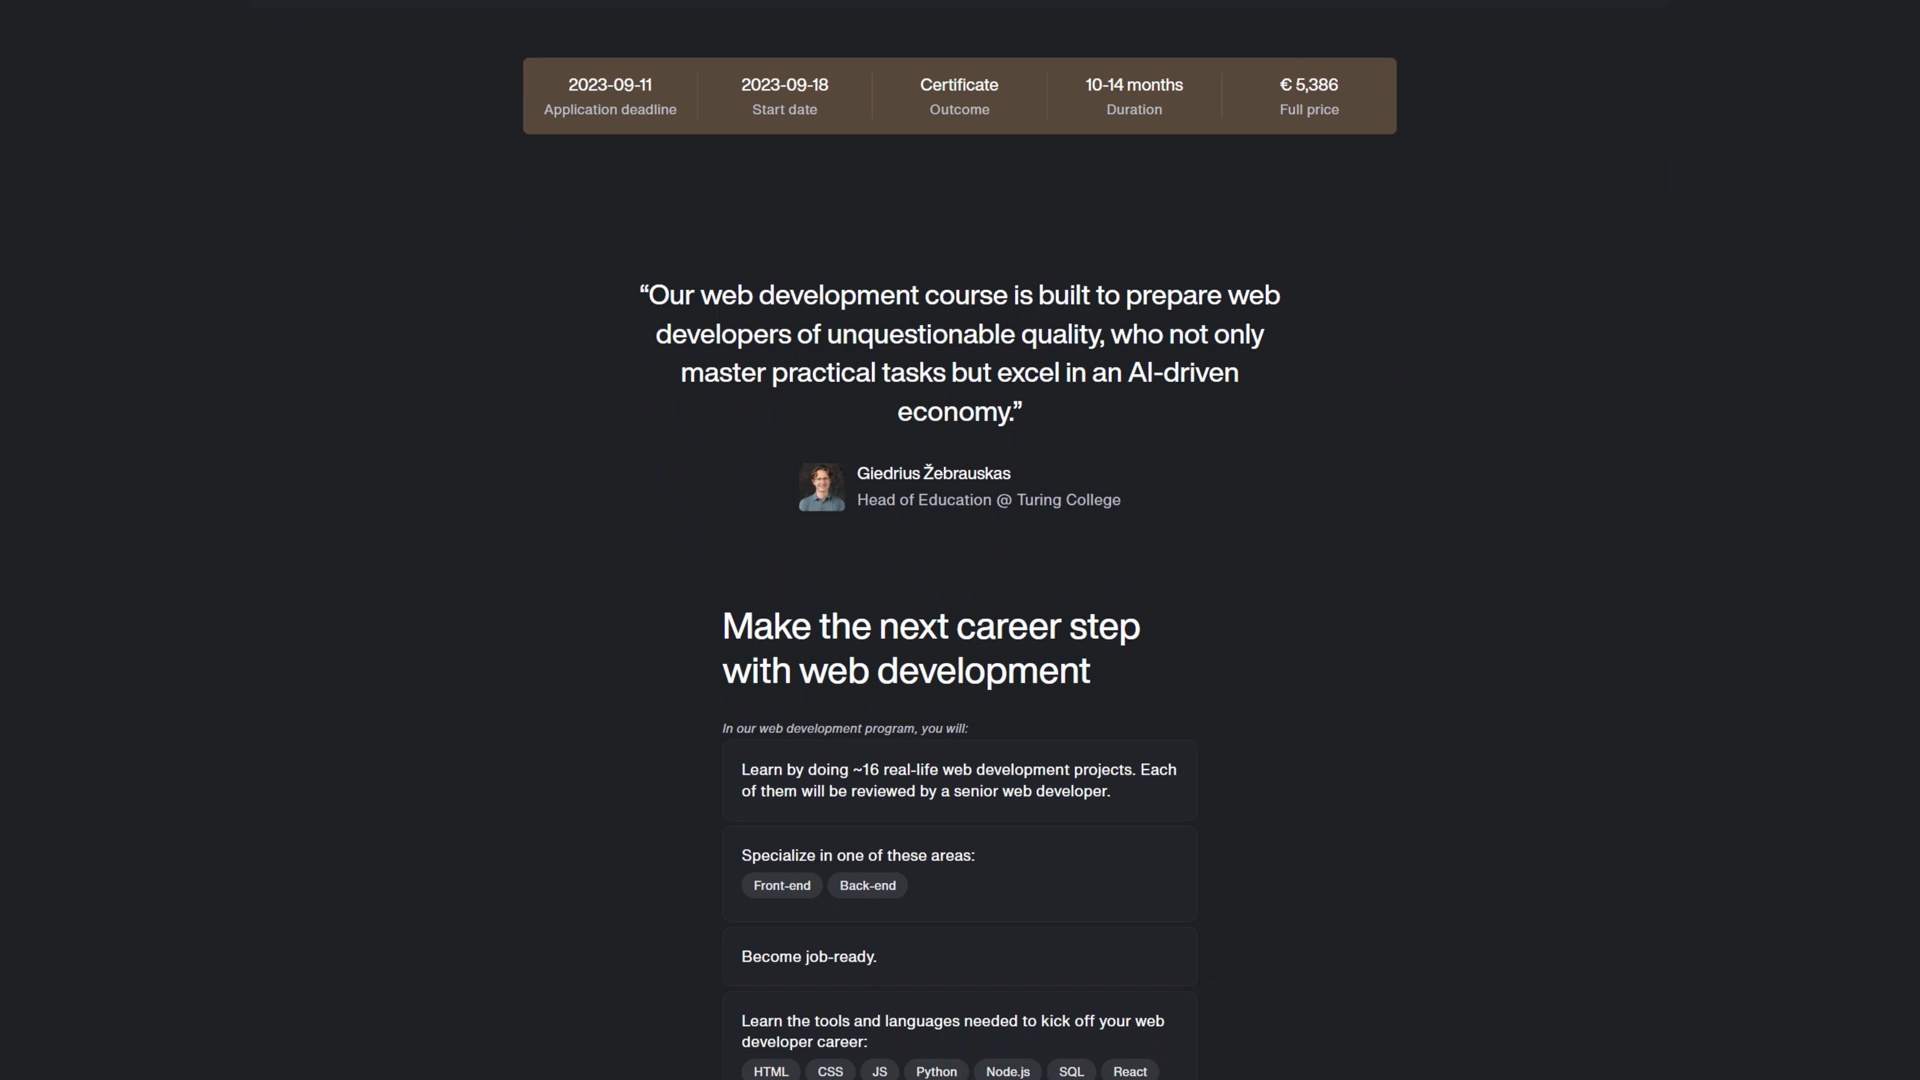 2023-09-11
Application deadline
2023-09-18
Start date
Certificate
Outcome
10-14 months
Duration
€ 5,386
Full price
“Our web development course is built to prepare web
developers of unquestionable quality, who not only
master practical tasks but excel in an AI-driven
economy.”
Giedrius Žebrauskas
Head of Education @ Turing College
Make the next career step
with web development
In our web development program, you will:
Learn by doing ~16 real-life web development projects. Each
of them will be reviewed by a senior web developer.
Specialize in one of these areas:
Front-end Back-end
Become job-ready.
Learn the tools and languages needed to kick off your web
developer career:
HTML CSS JS Python Node.js SQL React